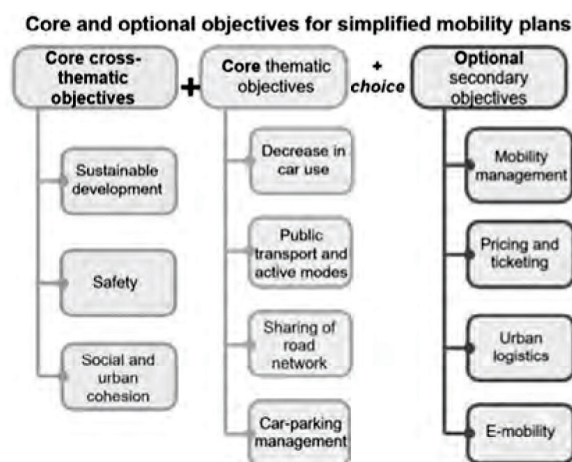 Core and optional objectives for simplified mobility plans
Core cross-
thematic
objectives
+
Core thematic
objectives
+
choice
Optional
secondary
objectives
Sustainable
development
Safety
Social and
urban
cohesion
Decrease in
car use
Public
transport and
active modes
Sharing of
road
network
Car-parking
management
Mobility
management
Pricing and
ticketing
Urban
logistics
E-mobility